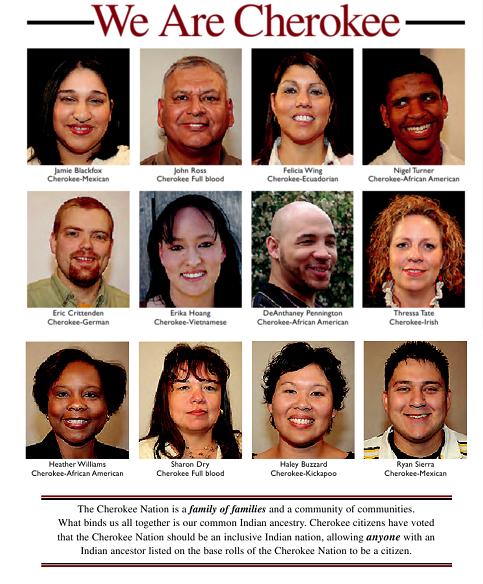 We Are Cherokee
Jamie Blackfox
Cherokee-Mexican
John Ross
Cherokee Full blood
Felicia Wing
Cherokee-Ecuadorian
Nigel Turner
Cherokee-African American
Eric Crittenden
Cherokee-German
Erika Hoang
Cherokee-Vietnamese
DeAnthaney Pennington
Cherokee-African American
Thressa Tate
Cherokee-Irish
Heather Williams
Cherokee-African American
Sharon Dry
Cherokee Full blood
Haley Buzzard
Cherokee-Kickapoo
Ryan Sierra
Cherokee-Mexican
The Cherokee Nation is a family of families and a community of communities.
What binds us all together is our common Indian ancestry. Cherokee citizens have voted
that the Cherokee Nation should be an inclusive Indian nation, allowing anyone with an
Indian ancestor listed on the base rolls of the Cherokee Nation to be a citizen.